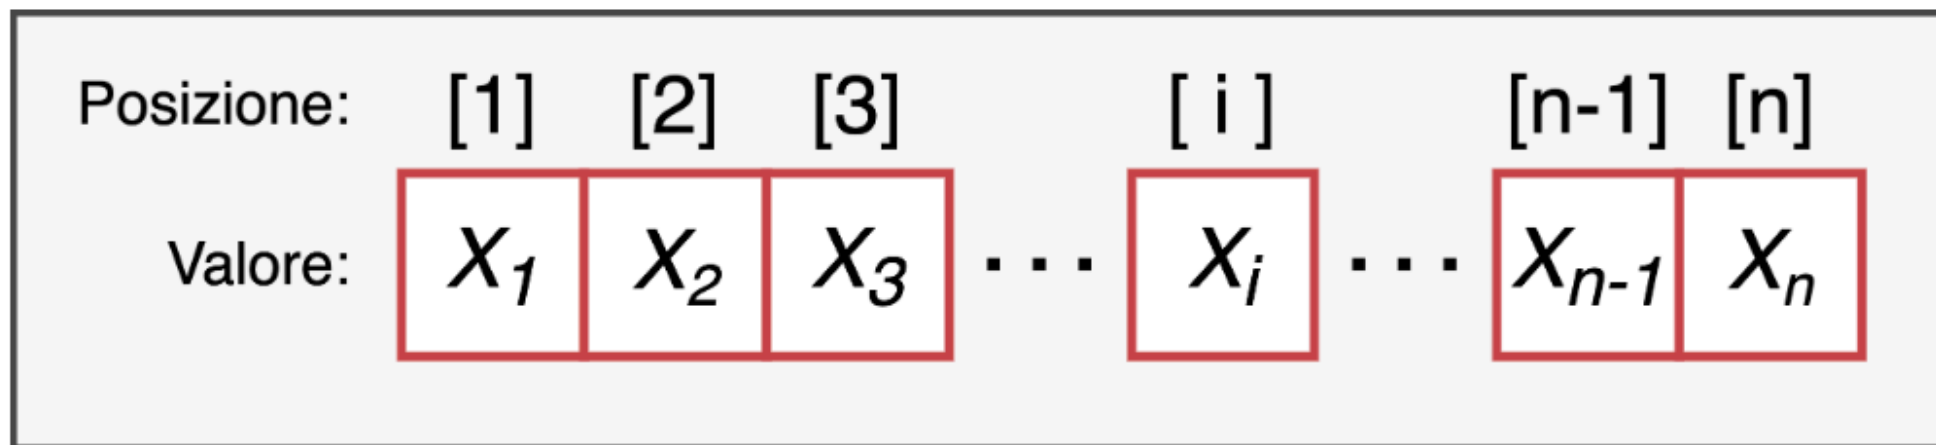 Posizione: [1] [2] [3] [ i ] [n-1] [n]
Valore: X1 X2 X3 ... Xi ... Xn-1 Xn